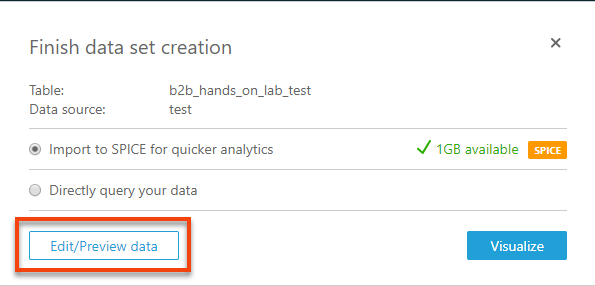 Finish data set creation
Table: b2b_hands_on_lab_test
Data source: test
Import to SPICE for quicker analytics 1GB available SPICE
Directly query your data
Edit/Preview data Visualize